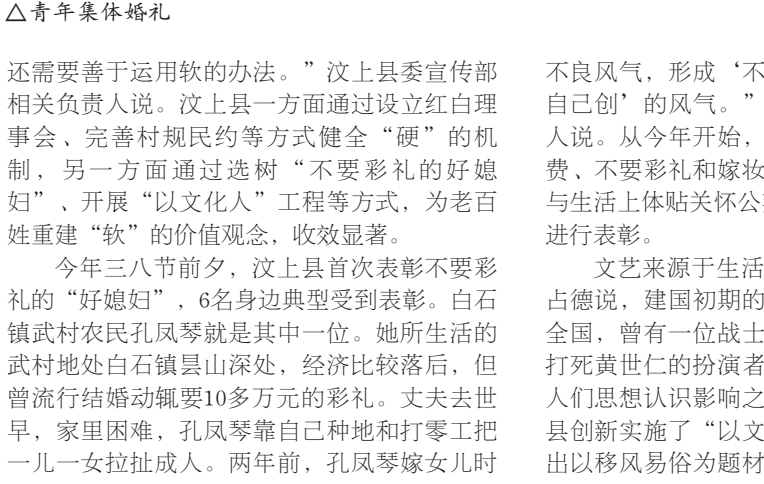 △青年集体婚礼
还需要善于运用软的办法。”汶上县委宣传部
相关负责人说。汶上县一方面通过设立红白理
事会、完善村规民约等方式健全“硬”的机
制，另一方面通过选树“不要彩礼的好媳
妇”、开展“以文化人”工程等方式，为老百
姓重建“软”的价值观念，收效显著。
今年三八节前夕，汶上县首次表彰不要彩
礼的“好媳妇”，6名身边典型受到表彰。白石
镇武村农民孔凤琴就是其中一位。她所生活的
武村地处白石镇昙山深处，经济比较落后，但
曾流行结婚动辄要10多万元的彩礼。丈夫去世
早，家里困难，孔凤琴靠自己种地和打零工把
一儿一女拉扯成人。两年前，孔凤琴嫁女儿时
不良风气，形成‘不
自己创’的风气。”
人说。从今年开始，
费、不要彩礼和嫁妆
与生活上体贴关怀公
进行表彰。
文艺来源于生活
占德说，建国初期的
全国，曾有一位战士
打死黄世仁的扮演者
人们思想认识影响之
县创新实施了“以文
出以移风易俗为题材